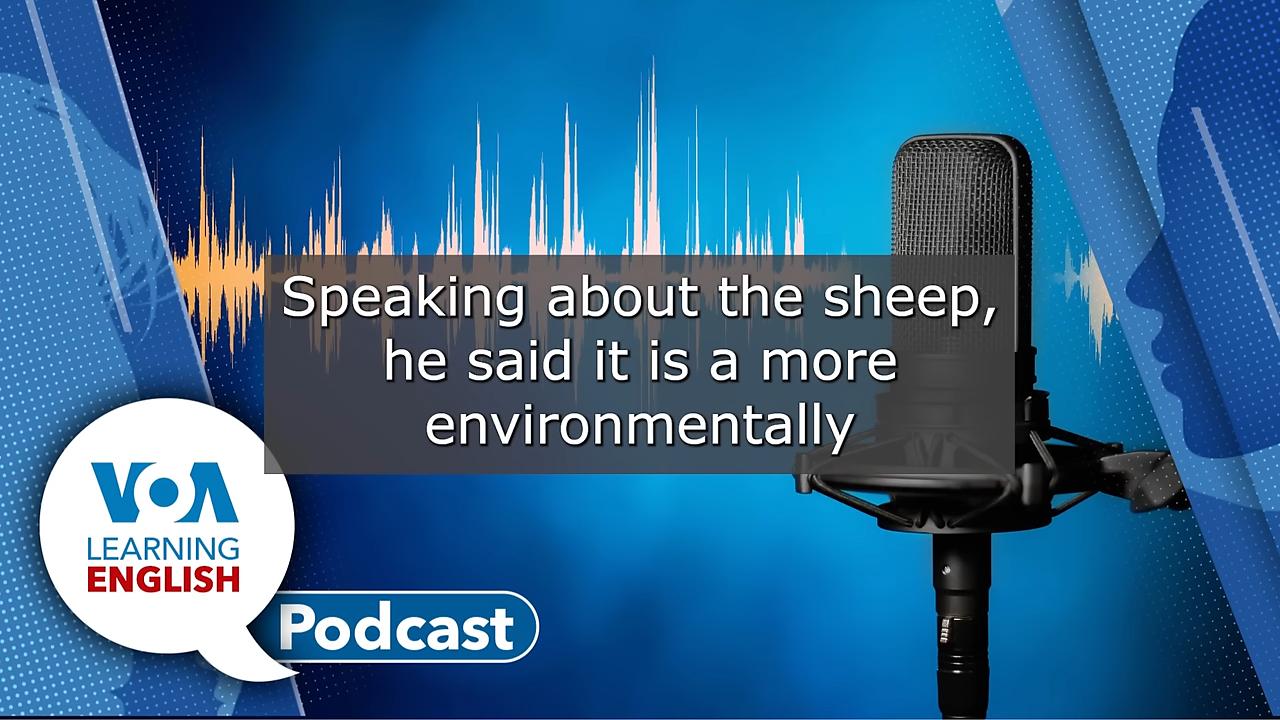 Speaking about the sheep,
he said it is a more
environmentally
VOA
LEARNING
ENGLISH
Podcast